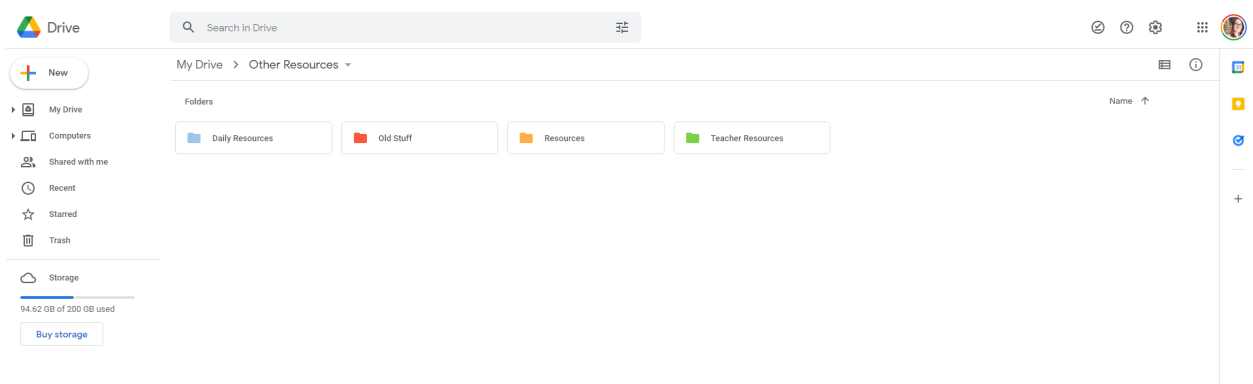 Drive
Search in Drive
New
My Drive > Other Resources
My Drive
Computers
Shared with me
Recent
Starred
Trash
Storage
94.62 GB of 200 GB used
Buy storage
Folders
Name
Daily Resources
Old Stuff
Resources
Teacher Resources
31